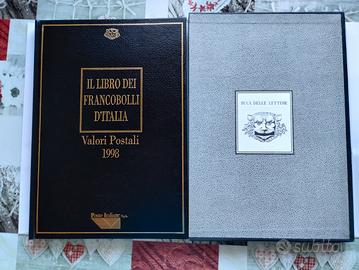 IL LIBRO DEI
FRANCOBOLLI
D'ITALIA
Valori Postali
1998
Poste Italiane S.p.A.
BUCA DELLE LETTERE
subito